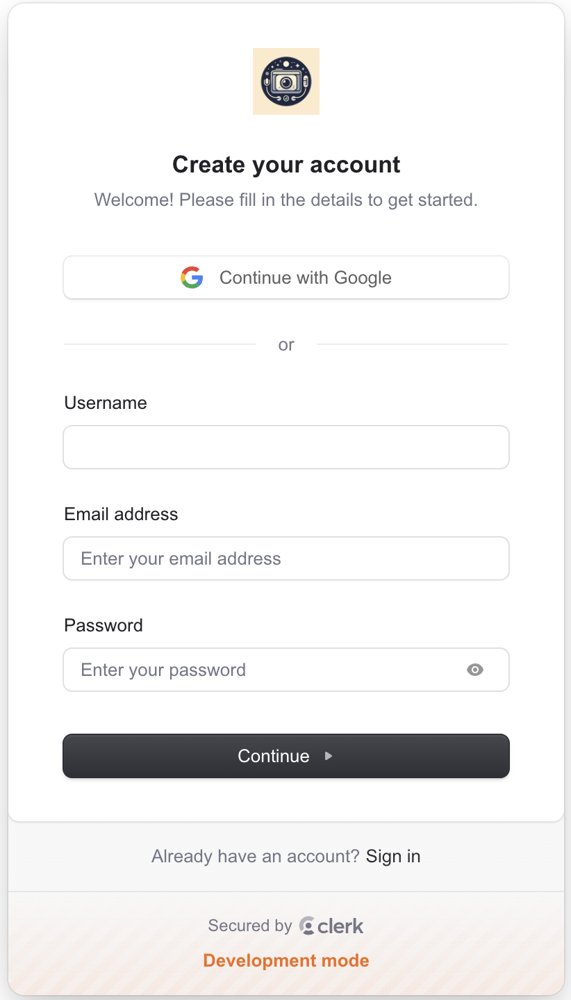 Create your account
Welcome! Please fill in the details to get started.
Continue with Google
or
Username
Email address
Enter your email address
Password
Enter your password
Continue
Already have an account? Sign in
Secured by clerk
Development mode